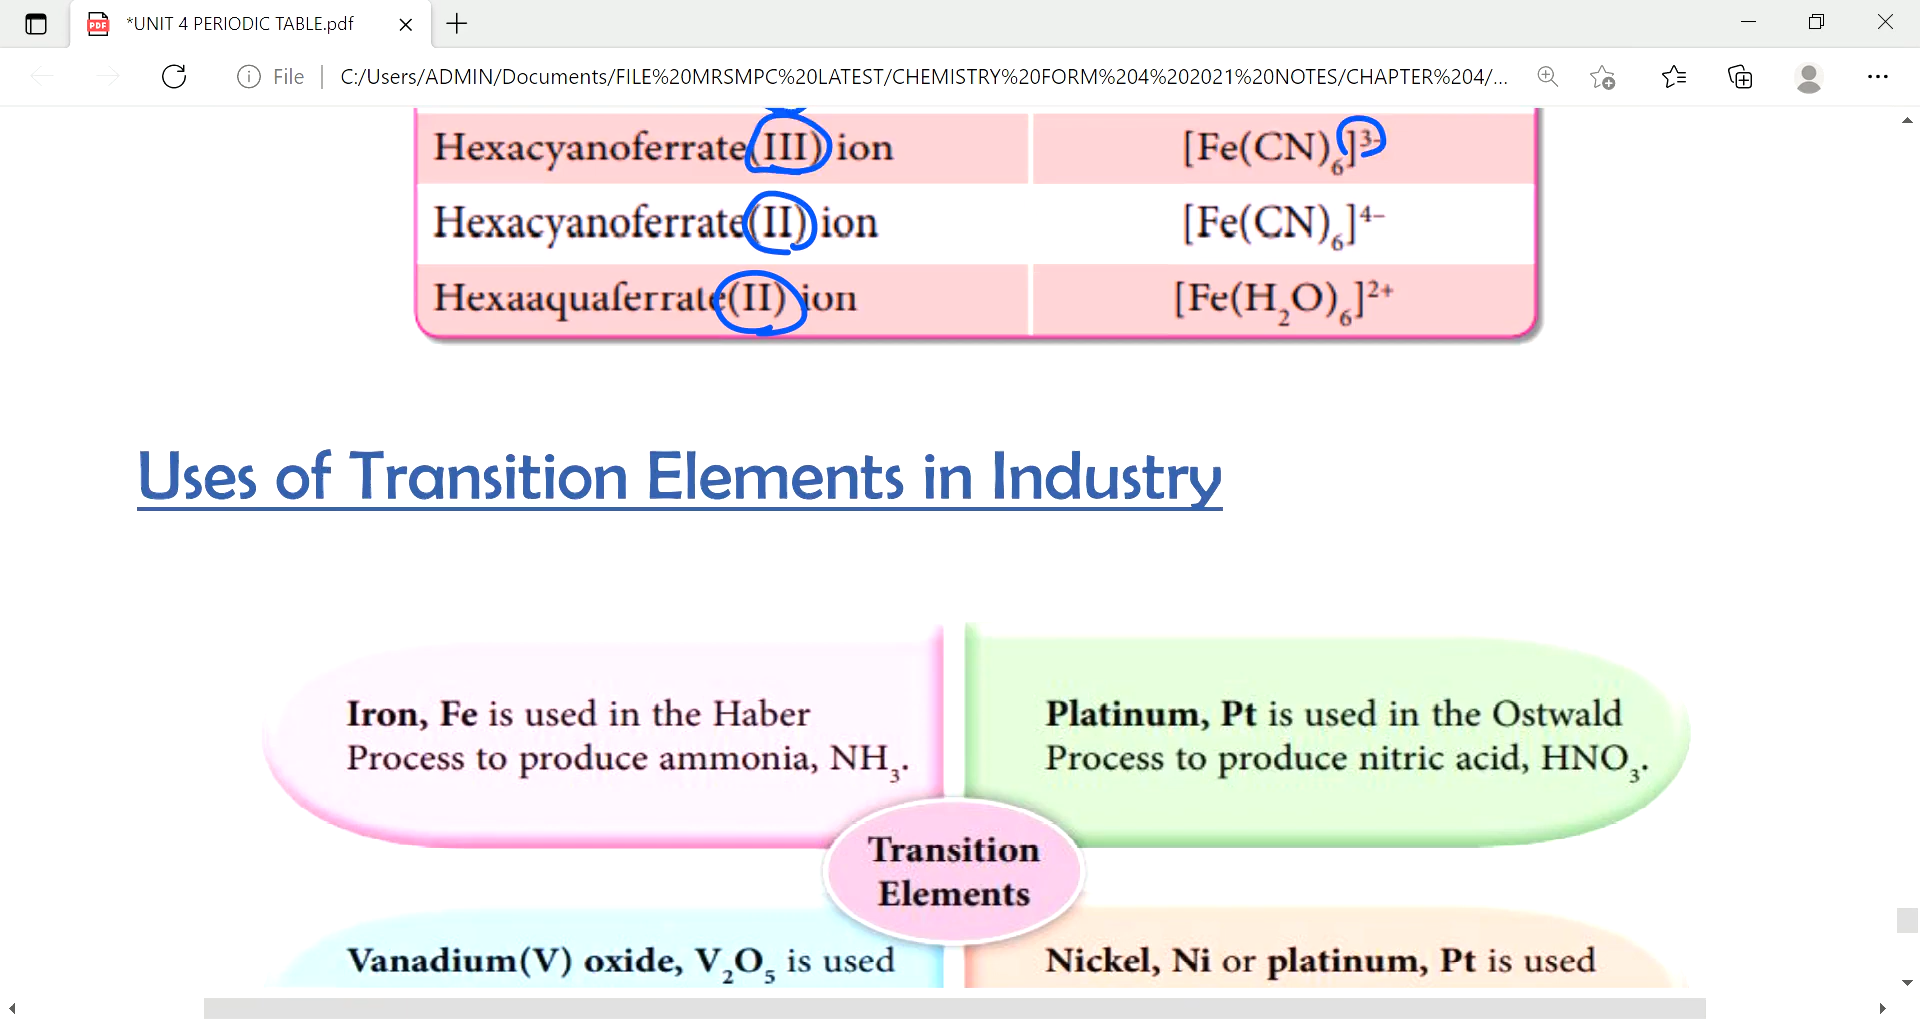 *UNIT 4 PERIODIC TABLE.pdf
File
C:/Users/ADMIN/Documents/FILE%20MRSMPC%20LATEST/CHEMISTRY%20FORM%204%202021%20NOTES/CHAPTER%204/...
Hexacyanoferrate(III) ion [Fe(CN)₆]³⁻
Hexacyanoferrate(II) ion [Fe(CN)₆]⁴⁻
Hexaaquaferrate(II) ion [Fe(H₂O)₆]²⁺
Uses of Transition Elements in Industry
Iron, Fe is used in the Haber
Process to produce ammonia, NH₃.
Platinum, Pt is used in the Ostwald
Process to produce nitric acid, HNO₃.
Transition
Elements
Vanadium(V) oxide, V₂O₅ is used
Nickel, Ni or platinum, Pt is used